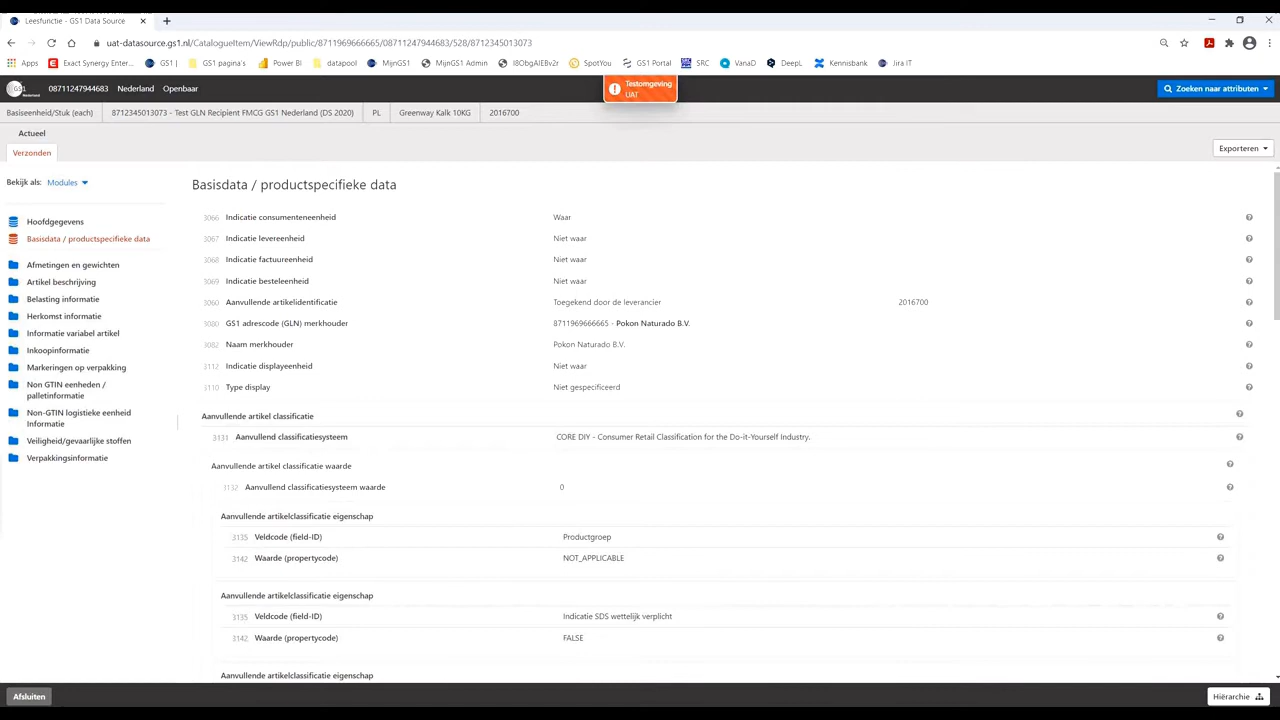 Leesfunctie - GS1 Data Source
uat-datasource.gs1.nl/CatalogueItem/ViewRdp/public/8711969666665/08711247944683/528/8712345013073
Apps Exact Synergy Enter... GS1 | GS1 pagina's Power BI datapool MijnGS1 MijnGS1 Admin SpotYou GS1 Portal SRC VanaD DeepL Kennisbank Jira IT
GS1 Nederland 08711247944683 Nederland Openbaar
Testomgeving
UAT
Zoeken naar attributen
Basiseenheid/Stuk (each) 8712345013073 - Test GLN Recipient FMCG GS1 Nederland (DS 2020) PL Greenway Kalk 10KG 2016700
Actueel
Verzonden
Exporteren
Bekijk als: Modules
Hoofdgegevens
Basisdata / productspecifieke data
Afmetingen en gewichten
Artikel beschrijving
Belasting informatie
Herkomst informatie
Informatie variabel artikel
Inkoopinformatie
Markeringen op verpakking
Non GTIN eenheden /
palletinformatie
Non-GTIN logistieke eenheid
Informatie
Veiligheid/gevaarlijke stoffen
Verpakkingsinformatie
Basisdata / productspecifieke data
3066 Indicatie consumenteneenheid Waar
3067 Indicatie levereenheid Niet waar
3068 Indicatie factuureenheid Niet waar
3069 Indicatie besteleenheid Niet waar
3060 Aanvullende artikelidentificatie Toegekend door de leverancier 2016700
3080 GS1 adrescode (GLN) merkhouder 8711969666665 - Pokon Naturado B.V.
3082 Naam merkhouder Pokon Naturado B.V.
3112 Indicatie displayeenheid Niet waar
3110 Type display Niet gespecificeerd
Aanvullende artikel classificatie
3131 Aanvullend classificatiesysteem CORE DIY - Consumer Retail Classification for the Do-it-Yourself Industry.
Aanvullende artikel classificatie waarde
3132 Aanvullend classificatiesysteem waarde 0
Aanvullende artikelclassificatie eigenschap
3135 Veldcode (field-ID) Productgroep
3142 Waarde (propertycode) NOT_APPLICABLE
Aanvullende artikelclassificatie eigenschap
3135 Veldcode (field-ID) Indicatie SDS wettelijk verplicht
3142 Waarde (propertycode) FALSE
Aanvullende artikelclassificatie eigenschap
Afsluiten
Hiërarchie